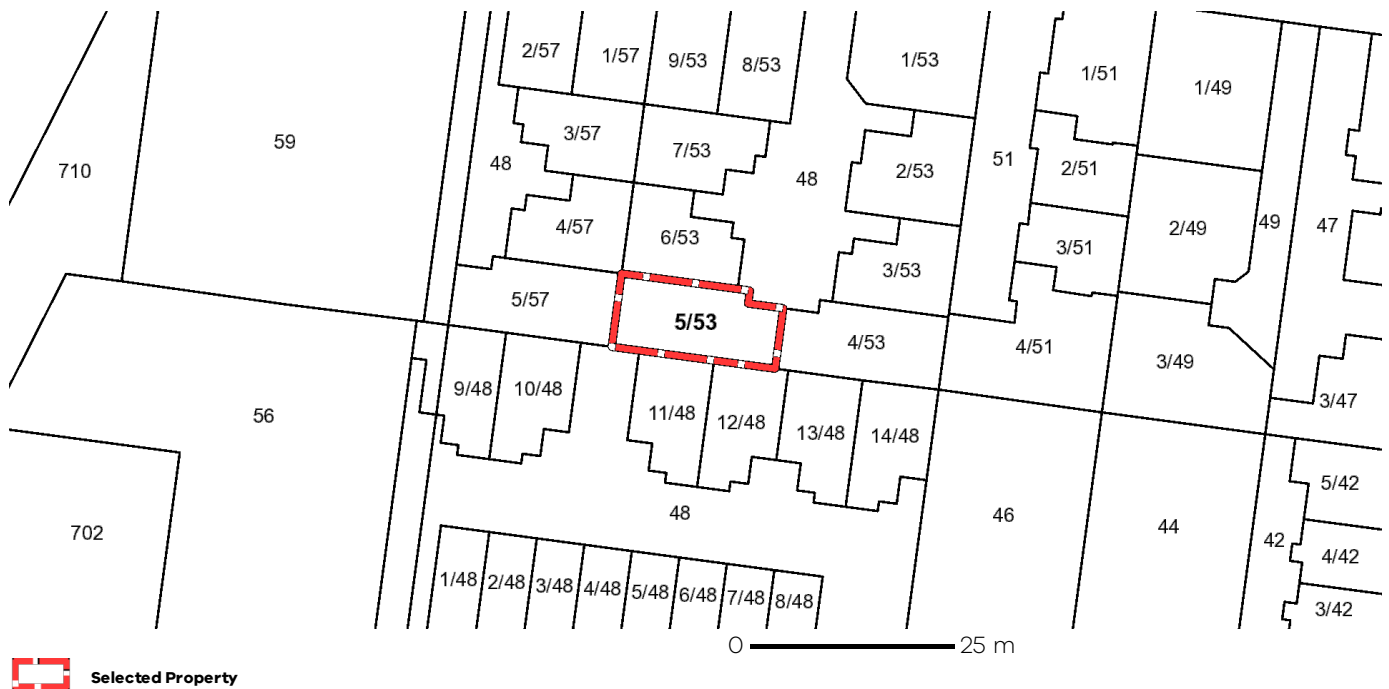 2/57 1/57 9/53 8/53 1/53 1/51 1/49
59 3/57 7/53 48 48 2/53 51 2/51
710 4/57 6/53 3/53 3/51 2/49 49 47
5/57 5/53 4/53 4/51 3/49
9/48 10/48 11/48 12/48 13/48 14/48 3/47
56
702 48 46 44 42 5/42
4/42
1/48 2/48 3/48 4/48 5/48 6/48 7/48 8/48 3/42
0 25 m
Selected Property